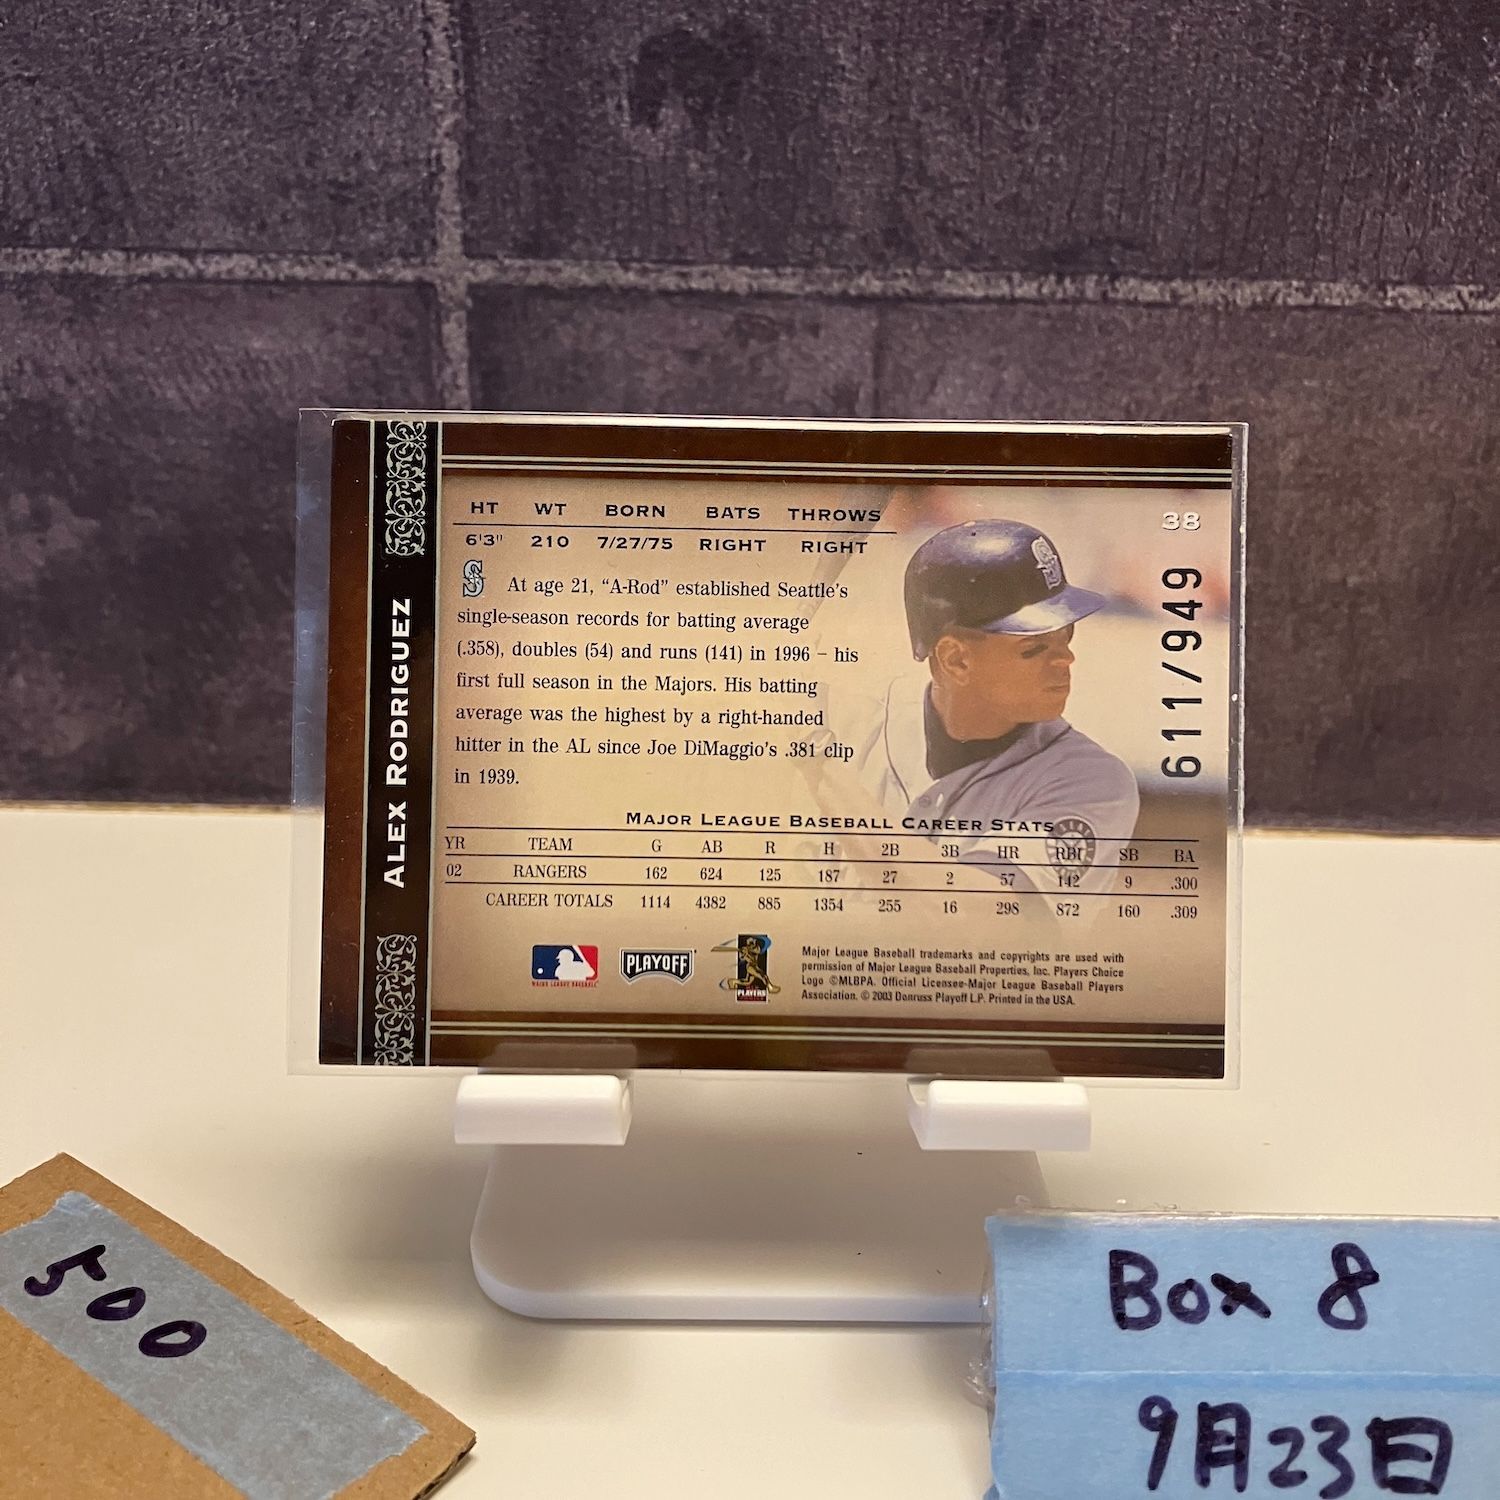 ALEX RODRIGUEZ
HT WT BORN BATS THROWS
6'3" 210 7/27/75 RIGHT RIGHT
38
611/949
S At age 21, “A-Rod” established Seattle’s
single-season records for batting average
(.358), doubles (54) and runs (141) in 1996 – his
first full season in the Majors. His batting
average was the highest by a right-handed
hitter in the AL since Joe DiMaggio’s .381 clip
in 1939.
MAJOR LEAGUE BASEBALL CAREER STATS
YR TEAM G AB R H 2B 3B HR RBI SB BA
02 RANGERS 162 624 125 187 27 2 57 142 9 .300
CAREER TOTALS 1114 4382 885 1354 255 16 298 872 160 .309
MAJOR LEAGUE BASEBALL
PLAYOFF
PLAYERS
Major League Baseball trademarks and copyrights are used with
permission of Major League Baseball Properties, Inc. Players Choice
Logo ©MLBPA. Official Licensee-Major League Baseball Players
Association. © 2003 Donruss Playoff L.P. Printed in the USA.
500
Box 8
9月23日